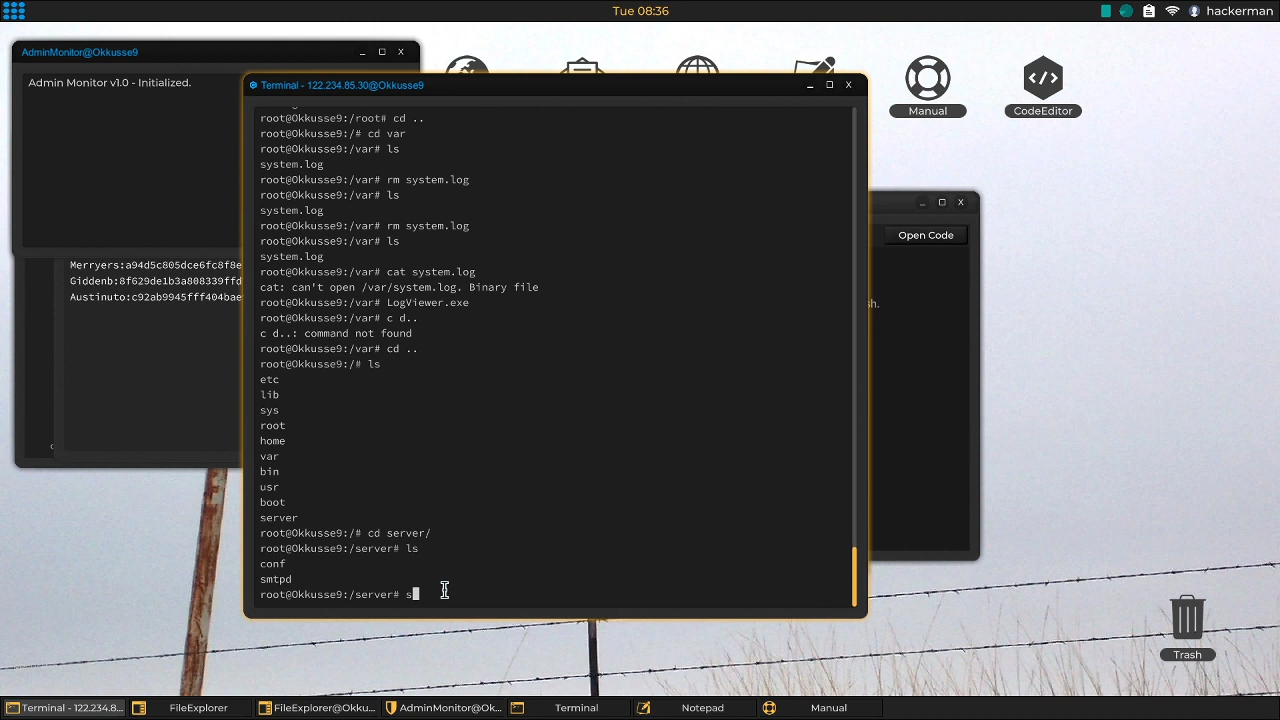 Tue 08:36
hackerman
AdminMonitor@Okkusse9
_ X
Admin Monitor v1.0 - Initialized.
Merryers:a94d5c805dce6fc8f8e
Giddenb:8f629de1b3a808339ffd
Austinuto:c92ab9945fff404bae
Terminal - 122.234.85.30@Okkusse9
_ X
root@Okkusse9:/root# cd ..
root@Okkusse9:/# cd var
root@Okkusse9:/var# ls
system.log
root@Okkusse9:/var# rm system.log
root@Okkusse9:/var# ls
system.log
root@Okkusse9:/var# rm system.log
root@Okkusse9:/var# ls
system.log
root@Okkusse9:/var# cat system.log
cat: can't open /var/system.log. Binary file
root@Okkusse9:/var# LogViewer.exe
root@Okkusse9:/var# c d..
c d..: command not found
root@Okkusse9:/var# cd ..
root@Okkusse9:/# ls
etc
lib
sys
root
home
var
bin
usr
boot
server
root@Okkusse9:/# cd server/
root@Okkusse9:/server# ls
conf
smtpd
root@Okkusse9:/server# s
Manual
CodeEditor
_ X
Open Code
sh.
Trash
Terminal - 122.234.8...
FileExplorer
FileExplorer@Okku...
AdminMonitor@Ok...
Terminal
Notepad
Manual